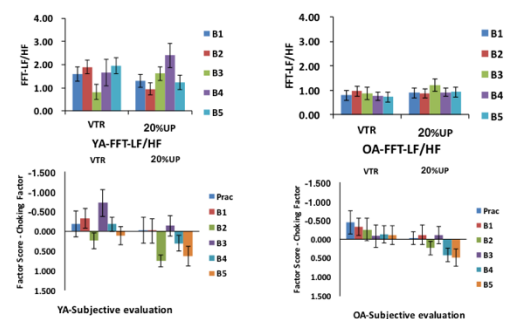 4.00
3.00
2.00
1.00
0.00
FFT-LF/HF
VTR
20%UP
YA-FFT-LF/HF
B1
B2
B3
B4
B5
4.00
3.00
2.00
1.00
0.00
FFT-LF/HF
VTR
20%UP
OA-FFT-LF/HF
B1
B2
B3
B4
B5
VTR
20%UP
-1.500
-1.000
-0.500
0.000
0.500
1.000
1.500
Factor Score - Choking Factor
Prac
B1
B2
B3
B4
B5
YA-Subjective evaluation
VTR
20%UP
-1.500
-1.000
-0.500
0.000
0.500
1.000
1.500
Factor Score - Choking Factor
Prac
B1
B2
B3
B4
B5
OA-Subjective evaluation